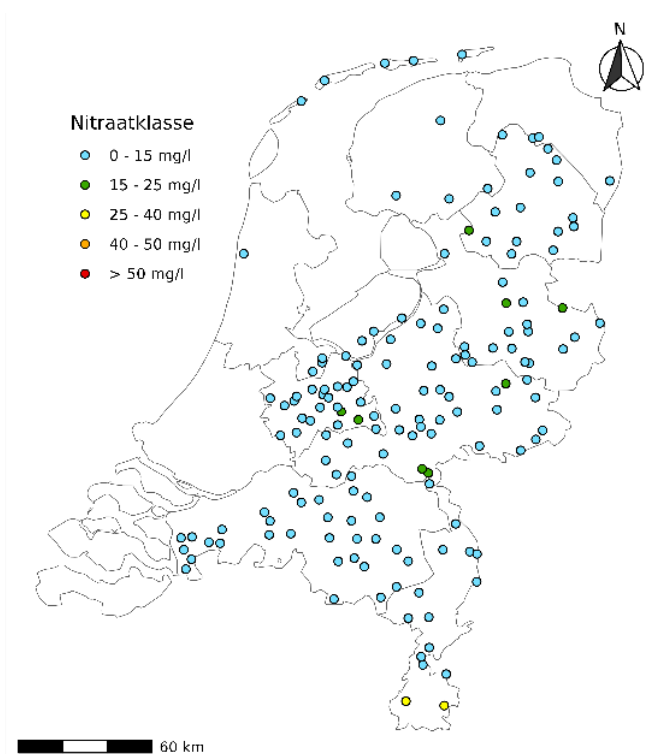 N
Nitraatklasse
0 - 15 mg/l
15 - 25 mg/l
25 - 40 mg/l
40 - 50 mg/l
> 50 mg/l
60 km